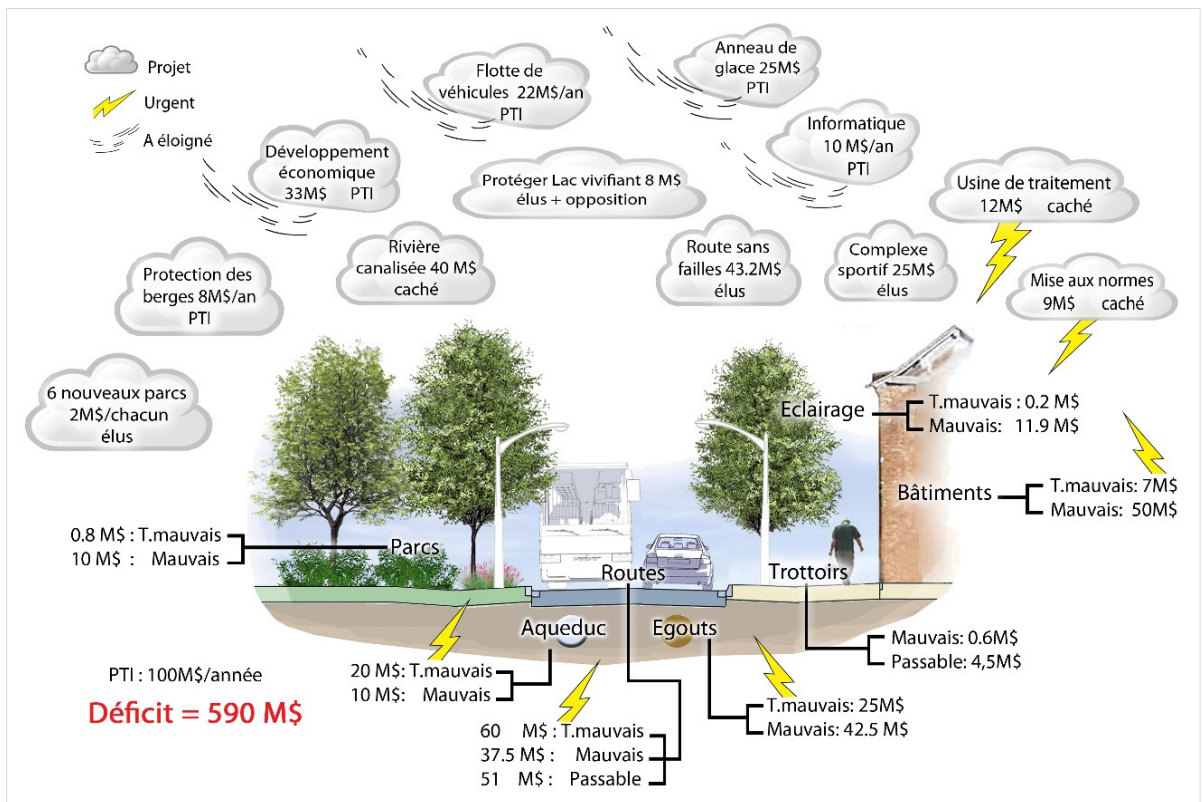 Projet
Urgent
A éloigné
Flotte de
véhicules 22M$/an
PTI
Anneau de
glace 25M$
PTI
Développement
économique
33M$ PTI
Informatique
10 M$/an
PTI
Protéger Lac vivifiant 8 M$
élus + opposition
Usine de traitement
12M$ caché
Protection des
berges 8M$/an
PTI
Rivière
canalisée 40 M$
caché
Route sans
failles 43.2M$
élus
Complexe
sportif 25M$
élus
Mise aux normes
9M$ caché
6 nouveaux parcs
2M$/chacun
élus
Eclairage
T.mauvais : 0.2 M$
Mauvais: 11.9 M$
Bâtiments
T.mauvais: 7M$
Mauvais: 50M$
0.8 M$ : T.mauvais
10 M$ : Mauvais
Parcs
Routes
Trottoirs
Aqueduc
Egouts
Mauvais: 0.6M$
Passable: 4,5M$
20 M$: T.mauvais
10 M$: Mauvais
PTI : 100M$/année
Déficit = 590 M$
T.mauvais: 25M$
Mauvais: 42.5 M$
60 M$ : T.mauvais
37.5 M$ : Mauvais
51 M$ : Passable